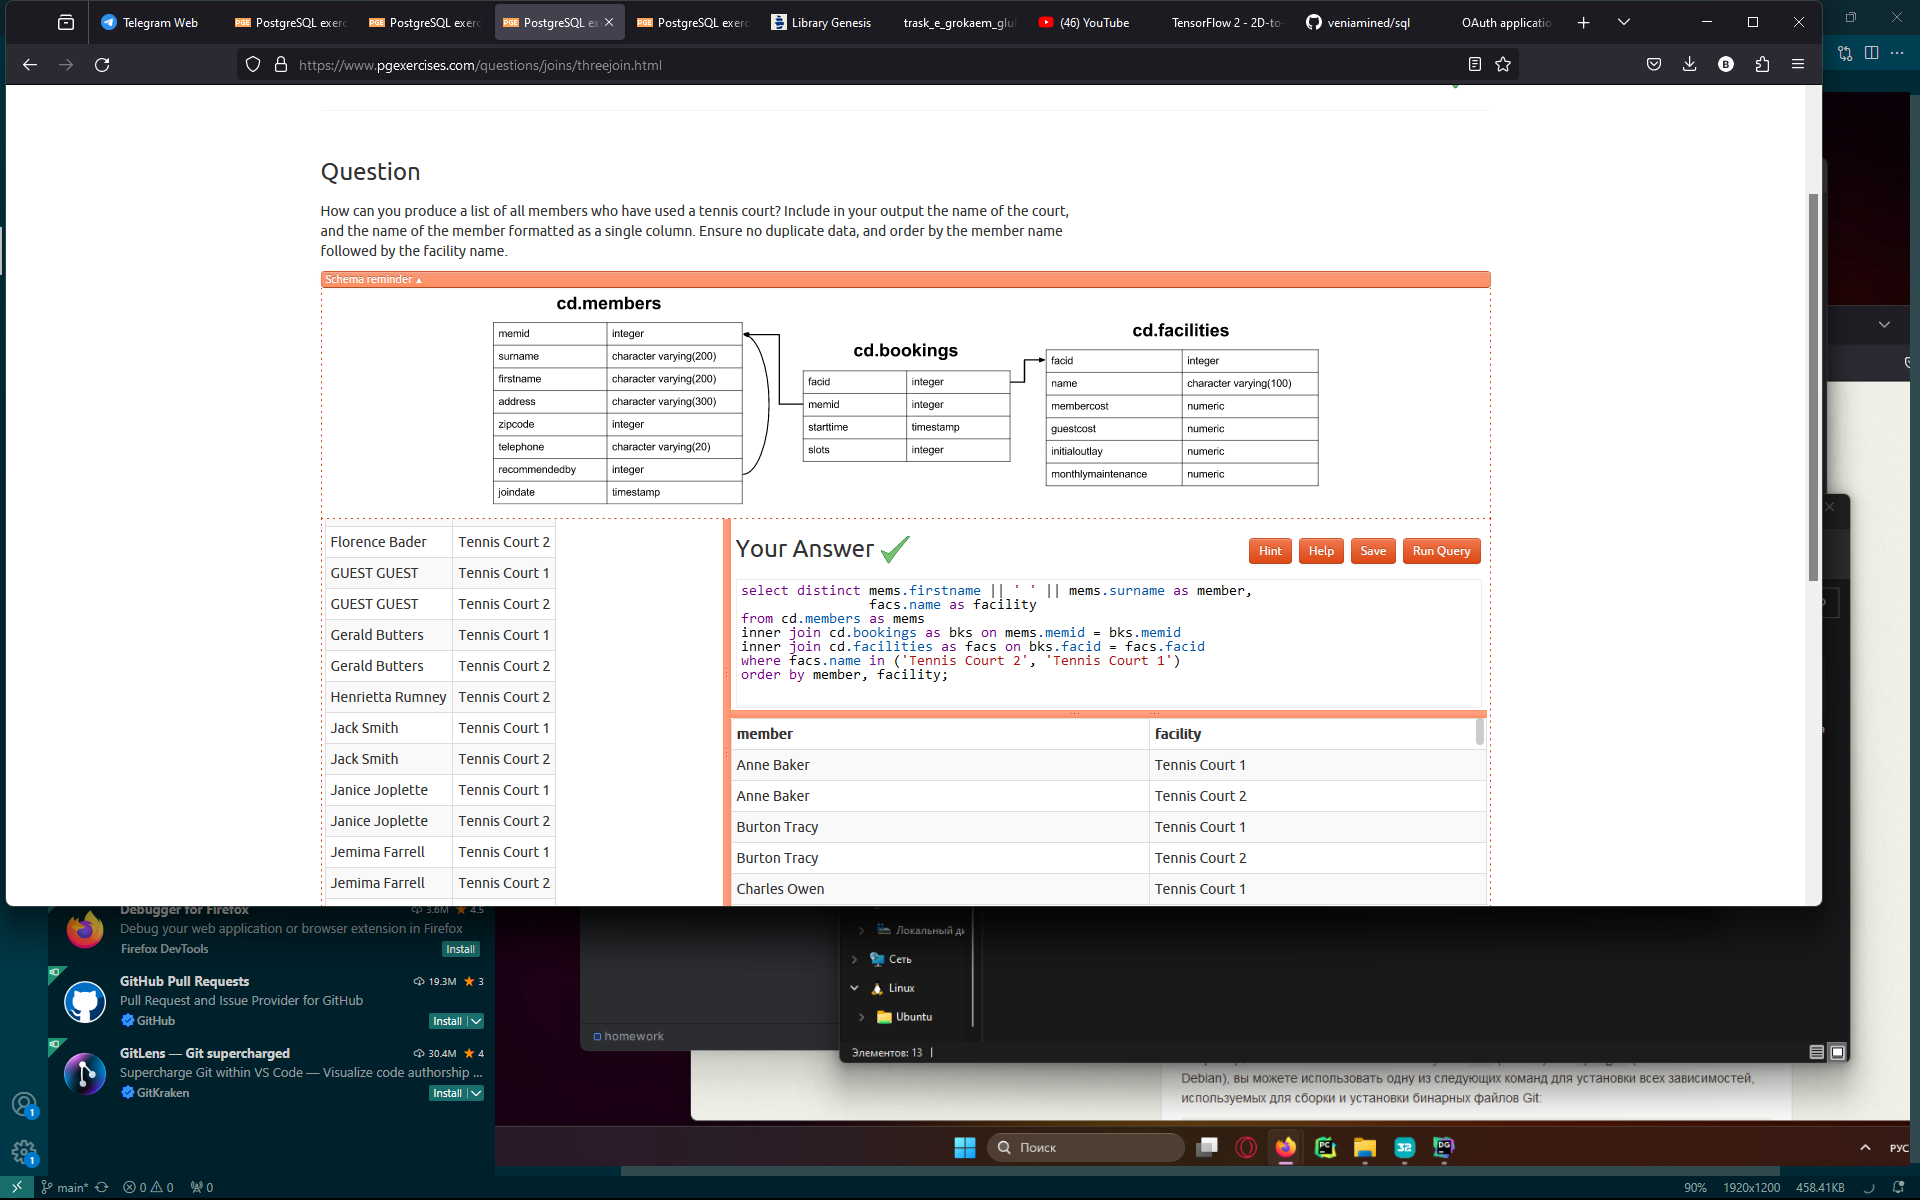 Telegram Web
PostgreSQL exerc
PostgreSQL exerc
PostgreSQL ex
PostgreSQL exerc
Library Genesis
trask_e_grokaem_glu
(46) YouTube
TensorFlow 2 - 2D-to-
veniamined/sql
OAuth applicatio
https://www.pgexercises.com/questions/joins/threejoin.html
Question
How can you produce a list of all members who have used a tennis court? Include in your output the name of the court,
and the name of the member formatted as a single column. Ensure no duplicate data, and order by the member name
followed by the facility name.
Schema reminder ▴
cd.members
memid integer
surname character varying(200)
firstname character varying(200)
address character varying(300)
zipcode integer
telephone character varying(20)
recommendedby integer
joindate timestamp
cd.bookings
facid integer
memid integer
starttime timestamp
slots integer
cd.facilities
facid integer
name character varying(100)
membercost numeric
guestcost numeric
initialoutlay numeric
monthlymaintenance numeric
Florence Bader Tennis Court 2
GUEST GUEST Tennis Court 1
GUEST GUEST Tennis Court 2
Gerald Butters Tennis Court 1
Gerald Butters Tennis Court 2
Henrietta Rumney Tennis Court 2
Jack Smith Tennis Court 1
Jack Smith Tennis Court 2
Janice Joplette Tennis Court 1
Janice Joplette Tennis Court 2
Jemima Farrell Tennis Court 1
Jemima Farrell Tennis Court 2
Your Answer
Hint Help Save Run Query
select distinct mems.firstname || ' ' || mems.surname as member,
facs.name as facility
from cd.members as mems
inner join cd.bookings as bks on mems.memid = bks.memid
inner join cd.facilities as facs on bks.facid = facs.facid
where facs.name in ('Tennis Court 2', 'Tennis Court 1')
order by member, facility;
member facility
Anne Baker Tennis Court 1
Anne Baker Tennis Court 2
Burton Tracy Tennis Court 1
Burton Tracy Tennis Court 2
Charles Owen Tennis Court 1
Debugger for Firefox 3.6M 4.5
Debug your web application or browser extension in Firefox
Firefox DevTools Install
GitHub Pull Requests 19.3M 3
Pull Request and Issue Provider for GitHub
GitHub Install
GitLens — Git supercharged 30.4M 4
Supercharge Git within VS Code — Visualize code authorship ...
GitKraken Install
homework
Локальный ди
Сеть
Linux
Ubuntu
Элементов: 13
Debian), вы можете использовать одну из следующих команд для установки всех зависимостей,
используемых для сборки и установки бинарных файлов Git:
Поиск
РУС
main* 0 0 0
90% 1920x1200 458.41KB